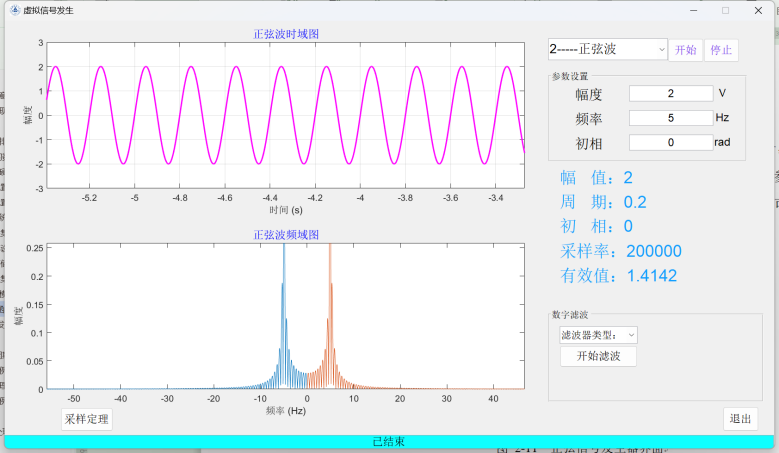 虚拟信号发生
正弦波时域图
3
2
1
0
-1
-2
-3
幅度
-5.2 -5 -4.8 -4.6 -4.4 -4.2 -4 -3.8 -3.6 -3.4
时间 (s)
正弦波频域图
0.25
0.2
0.15
0.1
0.05
0
幅度
-50 -40 -30 -20 -10 0 10 20 30 40
频率 (Hz)
采样定理
2-----正弦波 开始 停止
参数设置
幅度 2 V
频率 5 Hz
初相 0 rad
幅 值：2
周 期：0.2
初 相：0
采样率：200000
有效值：1.4142
数字滤波
滤波器类型：
开始滤波
退出
已结束